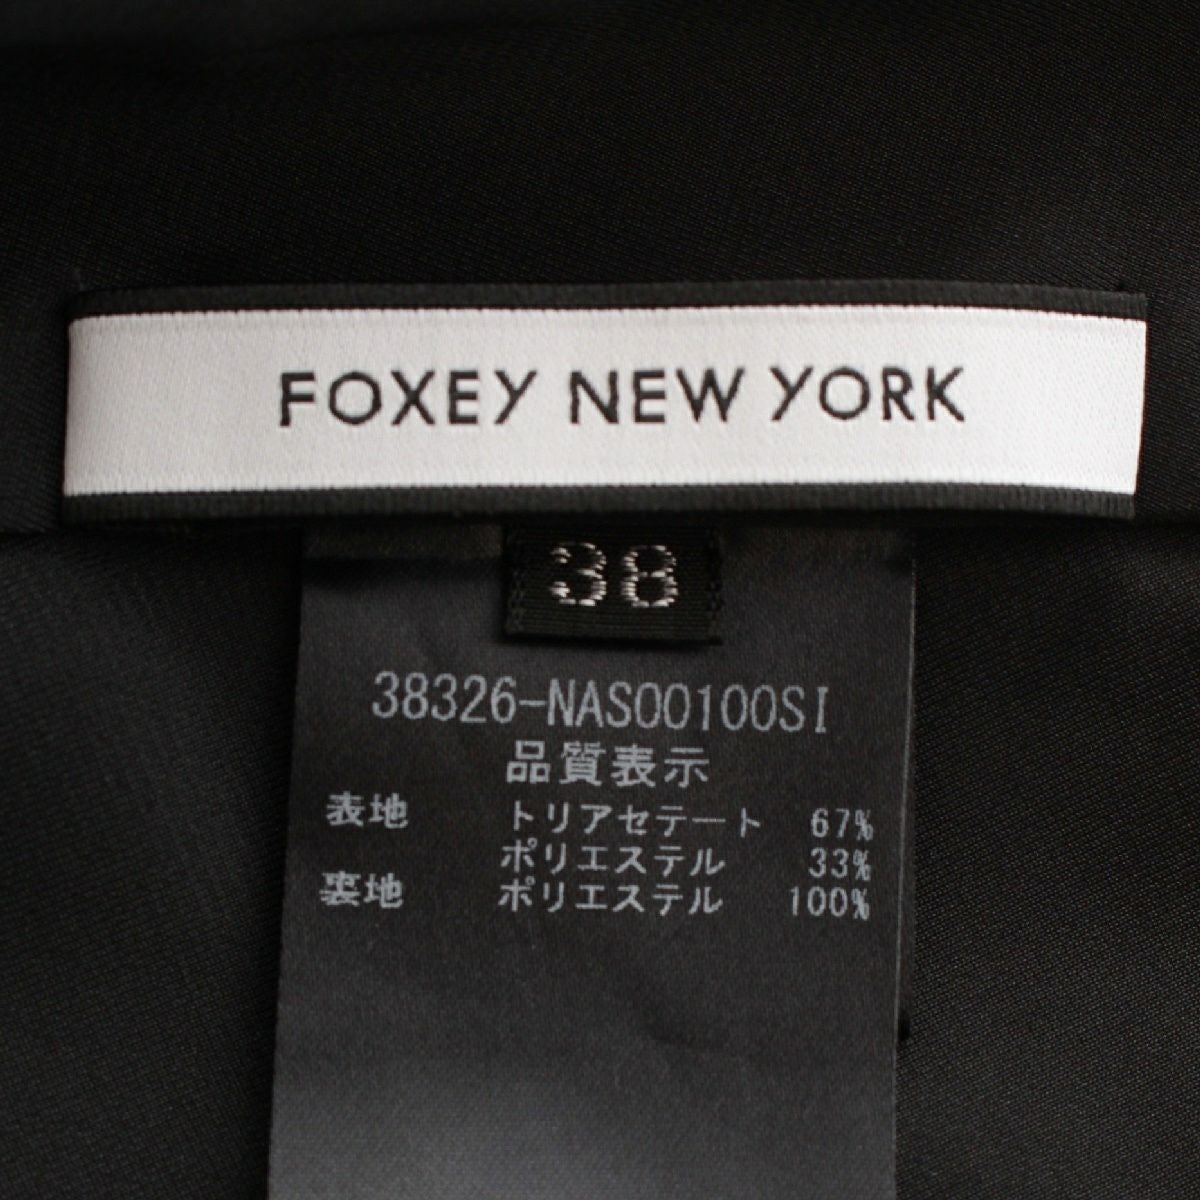 FOXEY NEW YORK
38
38326-NAS00100SI
品質表示
表地 トリアセテート 67%
ポリエステル 33%
裏地 ポリエステル 100%